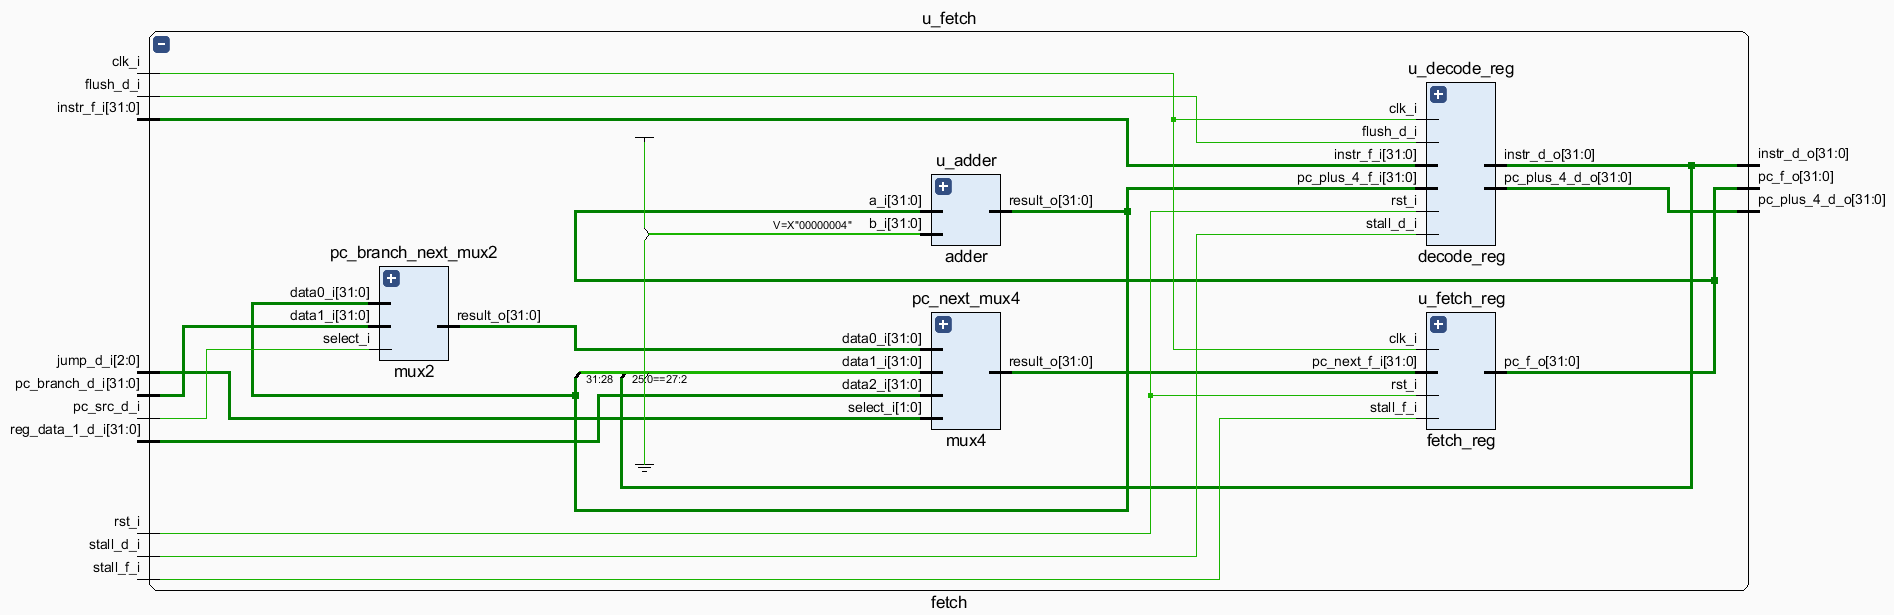 u_fetch
clk_i
flush_d_i
instr_f_i[31:0]
jump_d_i[2:0]
pc_branch_d_i[31:0]
pc_src_d_i
reg_data_1_d_i[31:0]
rst_i
stall_d_i
stall_f_i
pc_branch_next_mux2
data0_i[31:0]
data1_i[31:0]
select_i
result_o[31:0]
mux2
u_adder
a_i[31:0]
V=X"00000004"
b_i[31:0]
result_o[31:0]
adder
pc_next_mux4
data0_i[31:0]
data1_i[31:0]
31:28
25:0==27:2
data2_i[31:0]
select_i[1:0]
result_o[31:0]
mux4
u_decode_reg
clk_i
flush_d_i
instr_f_i[31:0]
pc_plus_4_f_i[31:0]
rst_i
stall_d_i
instr_d_o[31:0]
pc_plus_4_d_o[31:0]
decode_reg
u_fetch_reg
clk_i
pc_next_f_i[31:0]
rst_i
stall_f_i
pc_f_o[31:0]
fetch_reg
instr_d_o[31:0]
pc_f_o[31:0]
pc_plus_4_d_o[31:0]
fetch